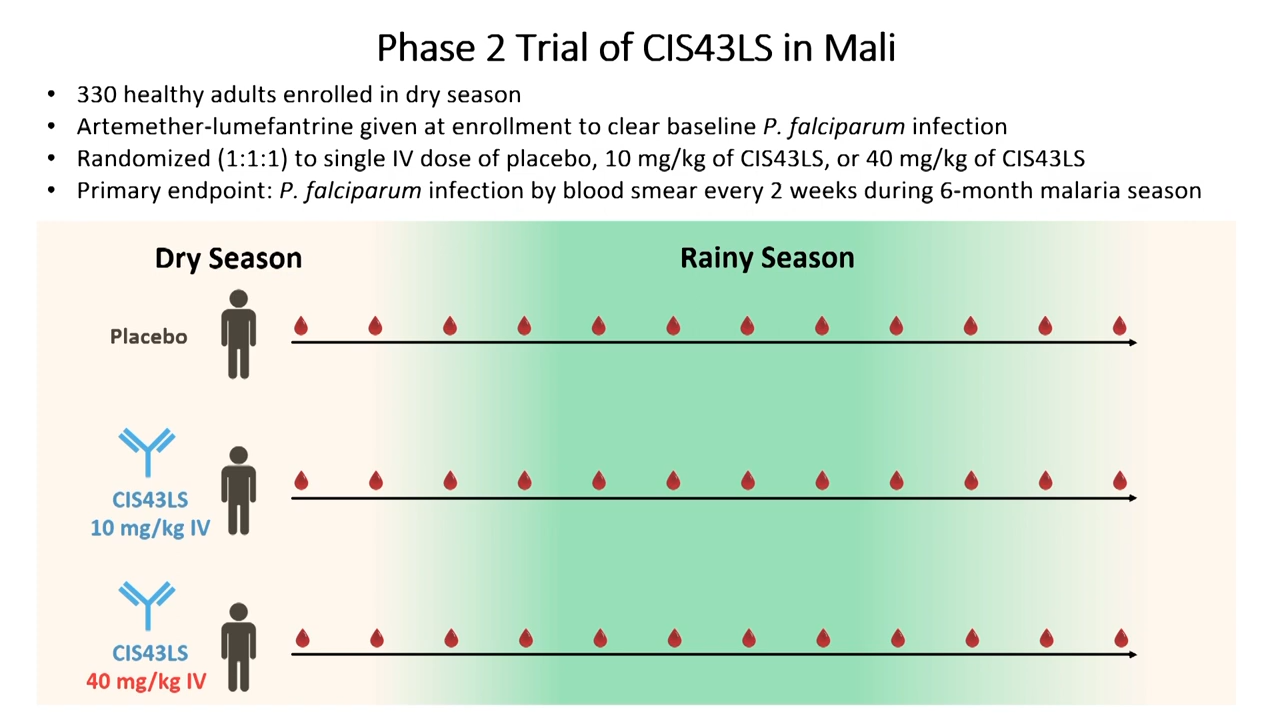 Phase 2 Trial of CIS43LS in Mali
• 330 healthy adults enrolled in dry season
• Artemether-lumefantrine given at enrollment to clear baseline P. falciparum infection
• Randomized (1:1:1) to single IV dose of placebo, 10 mg/kg of CIS43LS, or 40 mg/kg of CIS43LS
• Primary endpoint: P. falciparum infection by blood smear every 2 weeks during 6-month malaria season
Dry Season
Rainy Season
Placebo
CIS43LS
10 mg/kg IV
CIS43LS
40 mg/kg IV